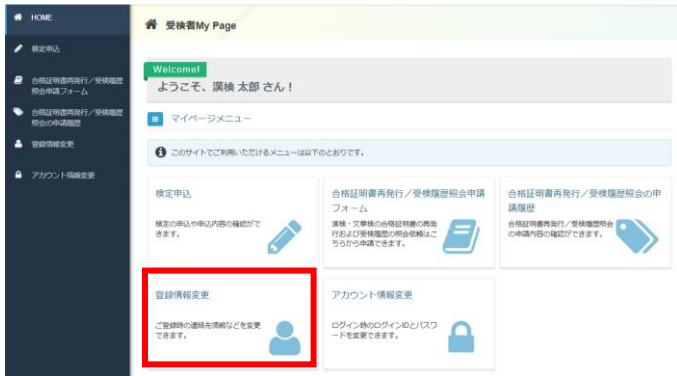 HOME
検定申込
合格証明書再発行／受検履歴
照会申請フォーム
合格証明書再発行／受検履歴
照会の申請履歴
登録情報変更
アカウント情報変更
受検者My Page
Welcome!
ようこそ、漢検 太郎 さん！
マイページメニュー
このサイトでご利用いただけるメニューは以下のとおりです。
検定申込
検定の申込や申込内容の確認がで
きます。
合格証明書再発行／受検履歴照会申請
フォーム
漢検・文章検の合格証明書の再発
行および受検履歴の照会依頼はこ
ちらから申請できます。
合格証明書再発行／受検履歴照会の申
請履歴
合格証明書再発行／受検履歴照会
の申請内容の確認ができます。
登録情報変更
ご登録時の連絡先情報などを変更
できます。
アカウント情報変更
ログイン時のログインIDとパスワ
ードを変更できます。